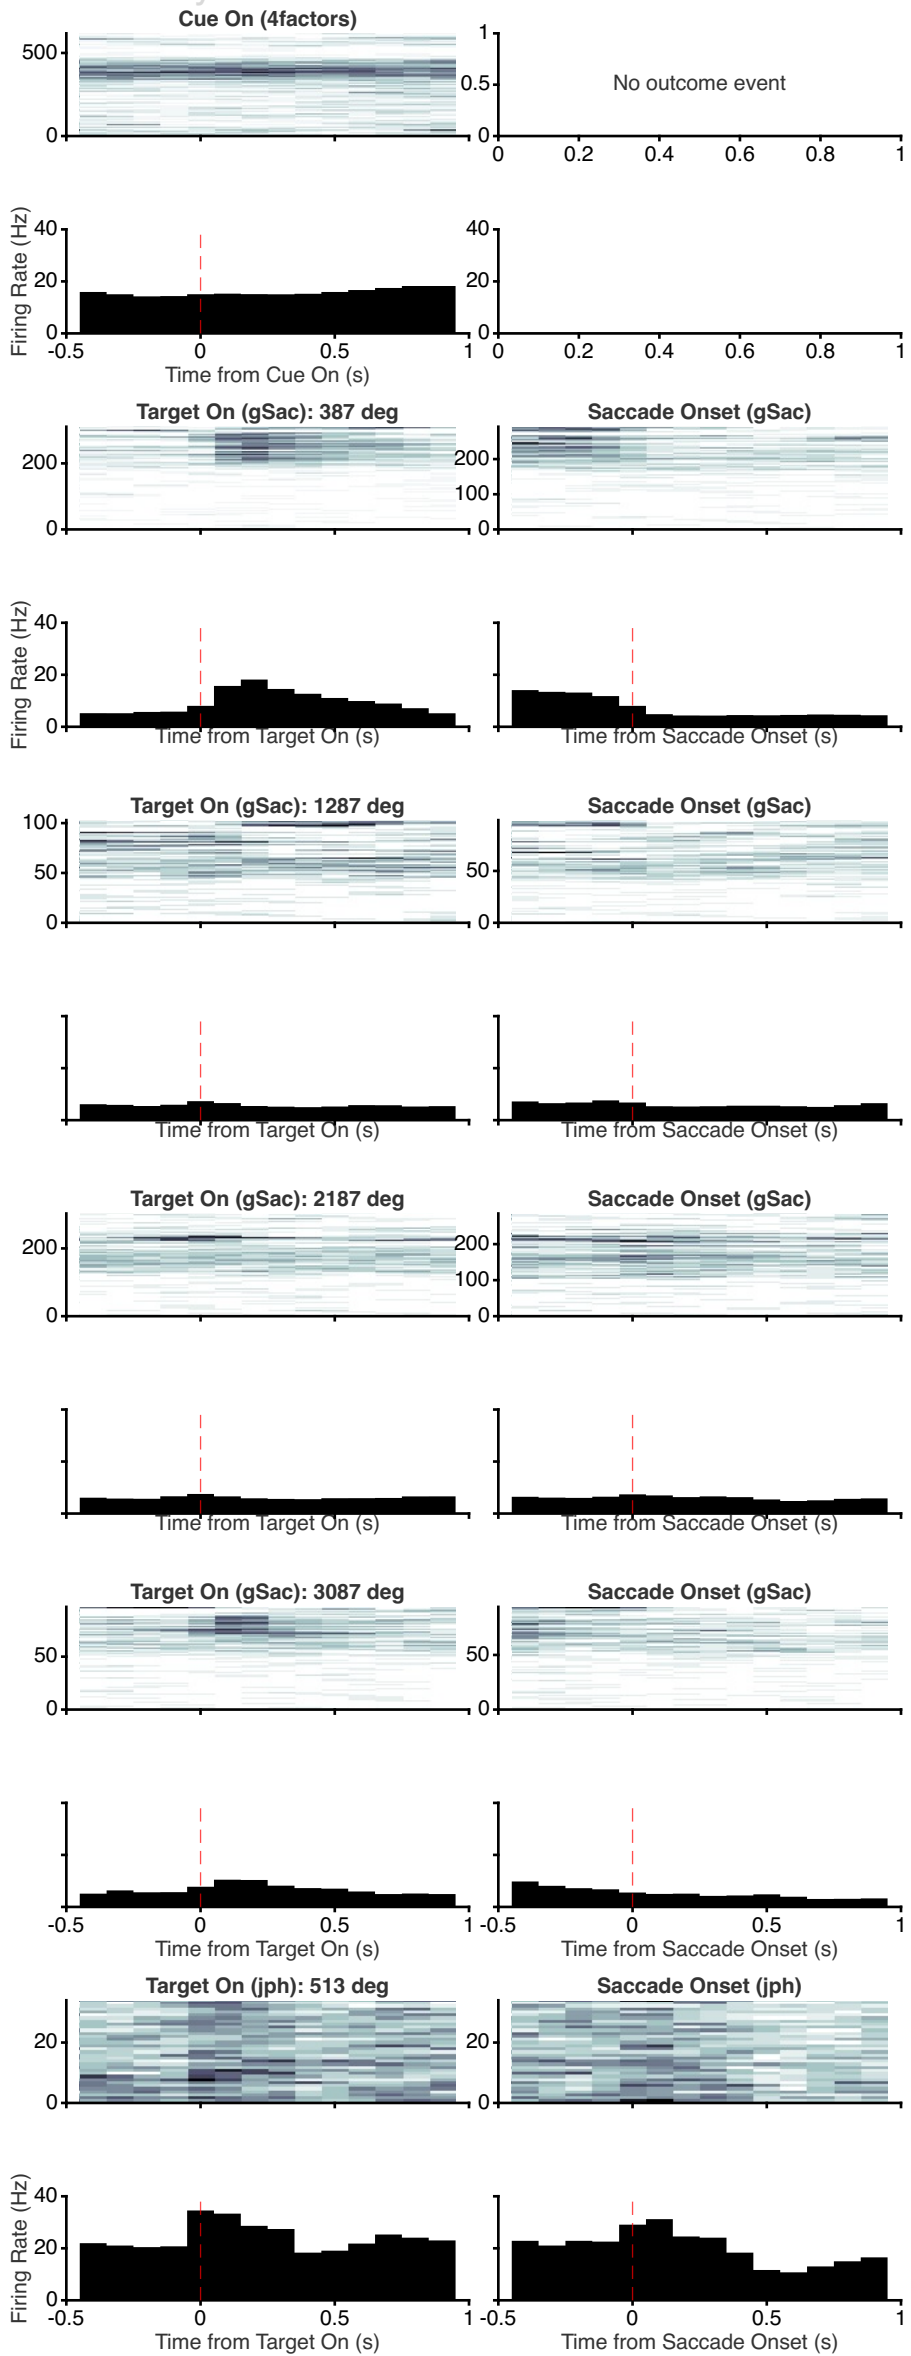 Cue On (4factors)
500
0
1
0.5
0
No outcome event
0 0.2 0.4 0.6 0.8 1
Firing Rate (Hz)
40
20
0
-0.5 0 0.5 1
Time from Cue On (s)
40
20
0
0 0.2 0.4 0.6 0.8 1
Target On (gSac): 387 deg
200
0
Saccade Onset (gSac)
200
100
0
Firing Rate (Hz)
40
20
0
Time from Target On (s)
Time from Saccade Onset (s)
Target On (gSac): 1287 deg
100
50
0
Saccade Onset (gSac)
50
0
Time from Target On (s)
Time from Saccade Onset (s)
Target On (gSac): 2187 deg
200
0
Saccade Onset (gSac)
200
100
0
Time from Target On (s)
Time from Saccade Onset (s)
Target On (gSac): 3087 deg
50
0
Saccade Onset (gSac)
50
0
-0.5 0 0.5 1
Time from Target On (s)
-0.5 0 0.5 1
Time from Saccade Onset (s)
Target On (jph): 513 deg
20
0
Saccade Onset (jph)
20
0
Firing Rate (Hz)
40
20
0
-0.5 0 0.5 1
Time from Target On (s)
-0.5 0 0.5 1
Time from Saccade Onset (s)